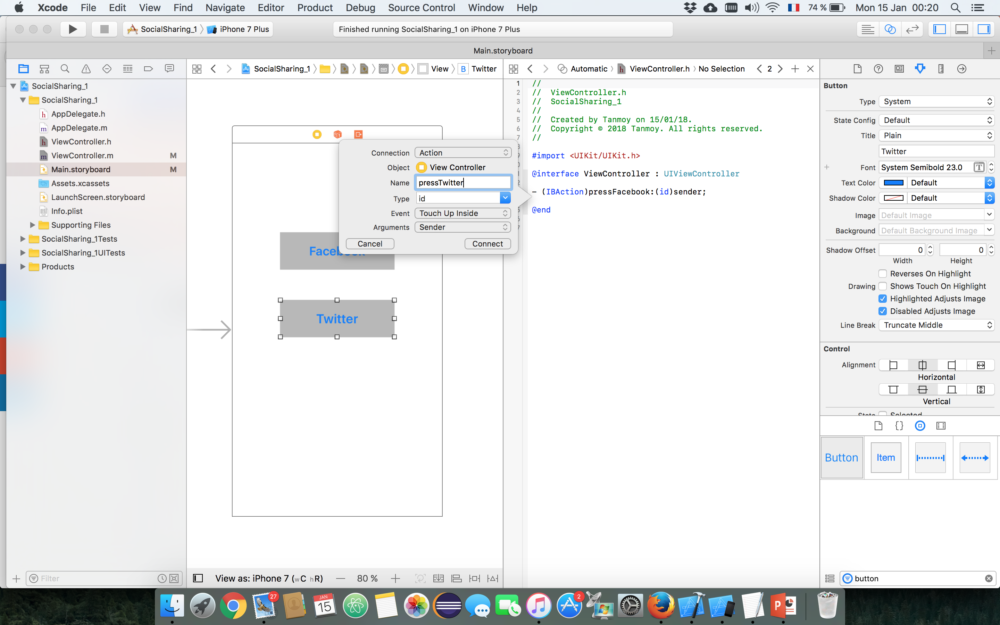 Xcode File Edit View Find Navigate Editor Product Debug Source Control Window Help 74 % Mon 15 Jan 00:20
SocialSharing_1 iPhone 7 Plus Finished running SocialSharing_1 on iPhone 7 Plus
Main.storyboard
SocialSharing_1 View B Twitter
Automatic h ViewController.h No Selection 2
SocialSharing_1
SocialSharing_1
h AppDelegate.h
m AppDelegate.m
h ViewController.h
m ViewController.m M
Main.storyboard M
Assets.xcassets
LaunchScreen.storyboard
Info.plist
Supporting Files
SocialSharing_1Tests
SocialSharing_1UITests
Products
Filter
Connection Action
Object View Controller
Name pressTwitter
Type id
Event Touch Up Inside
Arguments Sender
Cancel Connect
Twitter
View as: iPhone 7 (wC hR) 80 %
1 //
2 // ViewController.h
3 // SocialSharing_1
4 //
5 // Created by Tanmoy on 15/01/18.
6 // Copyright © 2018 Tanmoy. All rights reserved.
7 //
#import <UIKit/UIKit.h>
@interface ViewController : UIViewController
- (IBAction)pressFacebook:(id)sender;
@end
Button
Type System
State Config Default
Title Plain
Twitter
Font System Semibold 23.0 T
Text Color Default
Shadow Color Default
Image Default Image
Background Default Background Image
Shadow Offset 0 0
Width Height
Reverses On Highlight
Drawing Shows Touch On Highlight
Highlighted Adjusts Image
Disabled Adjusts Image
Line Break Truncate Middle
Control
Alignment
Horizontal
Vertical
State Selected
{}
Button Item
button
27 JAN 15 2 P